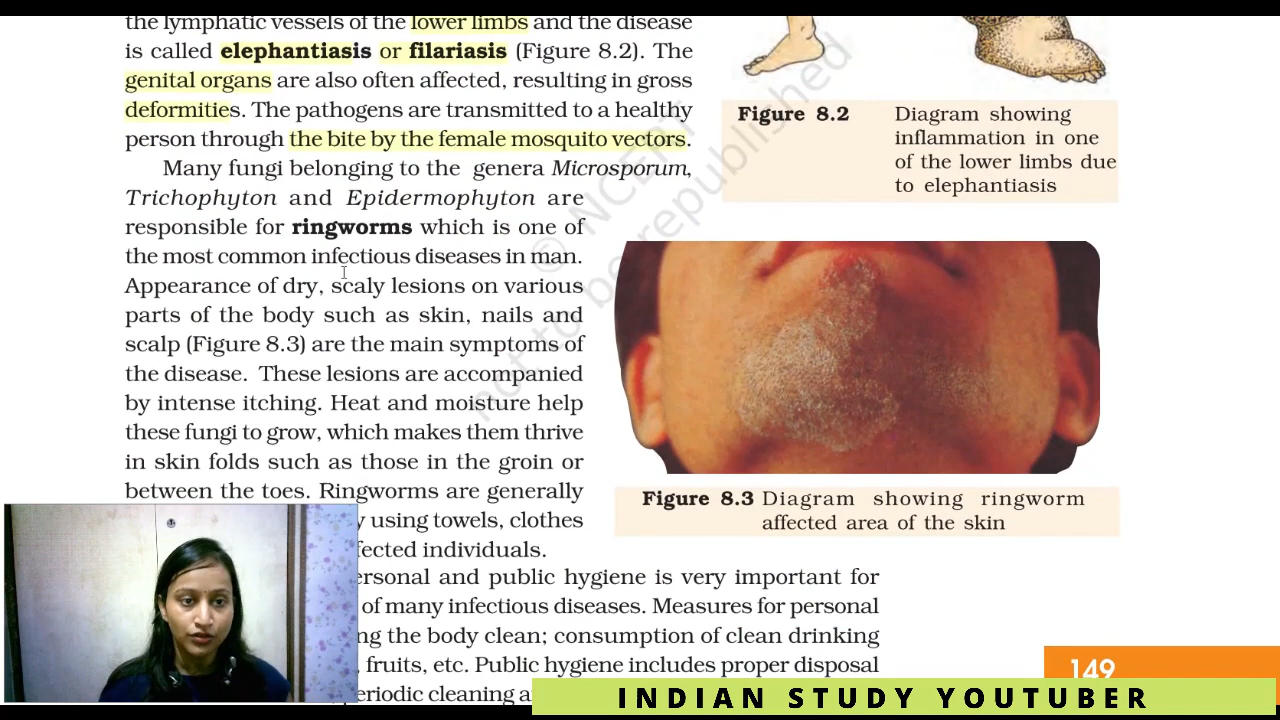 the lymphatic vessels of the lower limbs and the disease
is called elephantiasis or filariasis (Figure 8.2). The
genital organs are also often affected, resulting in gross
deformities. The pathogens are transmitted to a healthy
person through the bite by the female mosquito vectors.
Many fungi belonging to the genera Microsporum,
Trichophyton and Epidermophyton are
responsible for ringworms which is one of
the most common infectious diseases in man.
Appearance of dry, scaly lesions on various
parts of the body such as skin, nails and
scalp (Figure 8.3) are the main symptoms of
the disease. These lesions are accompanied
by intense itching. Heat and moisture help
these fungi to grow, which makes them thrive
in skin folds such as those in the groin or
between the toes. Ringworms are generally
using towels, clothes
individuals.
and public hygiene is very important for
of many infectious diseases. Measures for personal
the body clean; consumption of clean drinking
fruits, etc. Public hygiene includes proper disposal
cleaning
Figure 8.2 Diagram showing
inflammation in one
of the lower limbs due
to elephantiasis
Figure 8.3 Diagram showing ringworm
affected area of the skin
© NCERT
not to be republished
149
INDIAN STUDY YOUTUBER